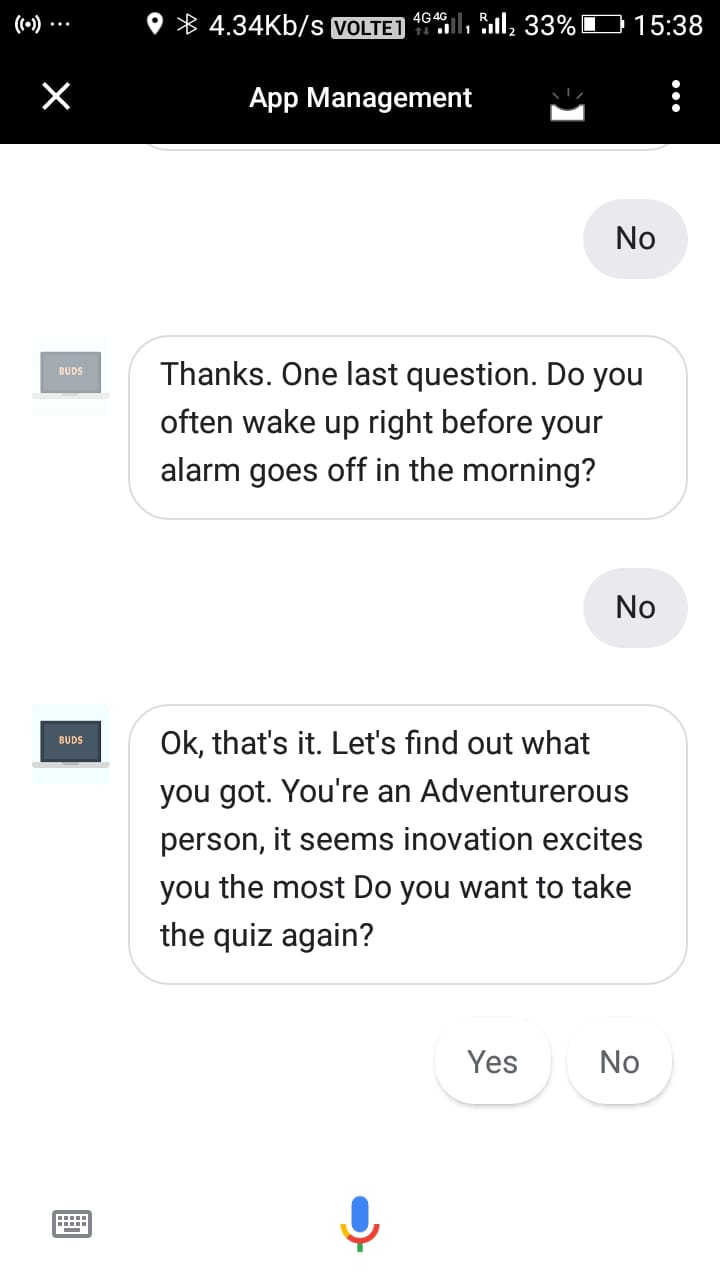 4.34Kb/s VOLTE1 4G 4G 1 R 2 33% 15:38
App Management
No
BUDS
Thanks. One last question. Do you
often wake up right before your
alarm goes off in the morning?
No
BUDS
Ok, that's it. Let's find out what
you got. You're an Adventurerous
person, it seems inovation excites
you the most Do you want to take
the quiz again?
Yes No